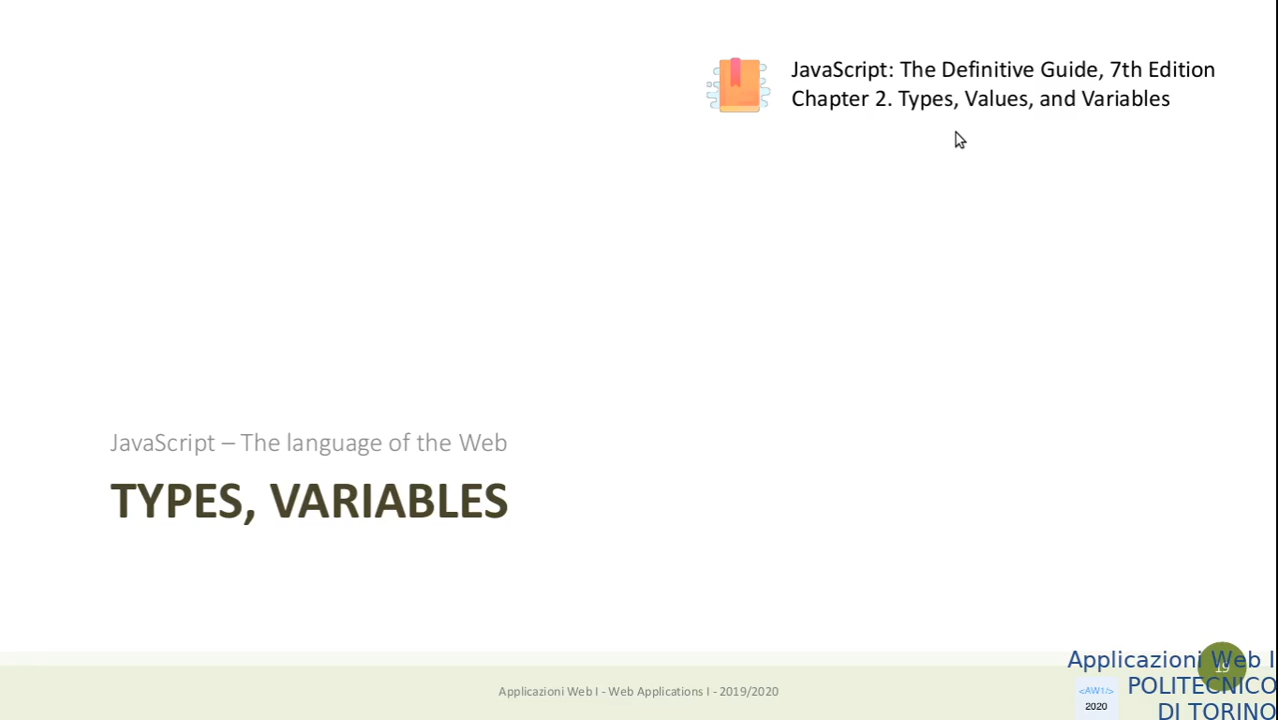 JavaScript: The Definitive Guide, 7th Edition
Chapter 2. Types, Values, and Variables
JavaScript – The language of the Web
TYPES, VARIABLES
Applicazioni Web I - Web Applications I - 2019/2020
Applicazioni Web I
POLITECNICO
DI TORINO
<AW1/>
2020